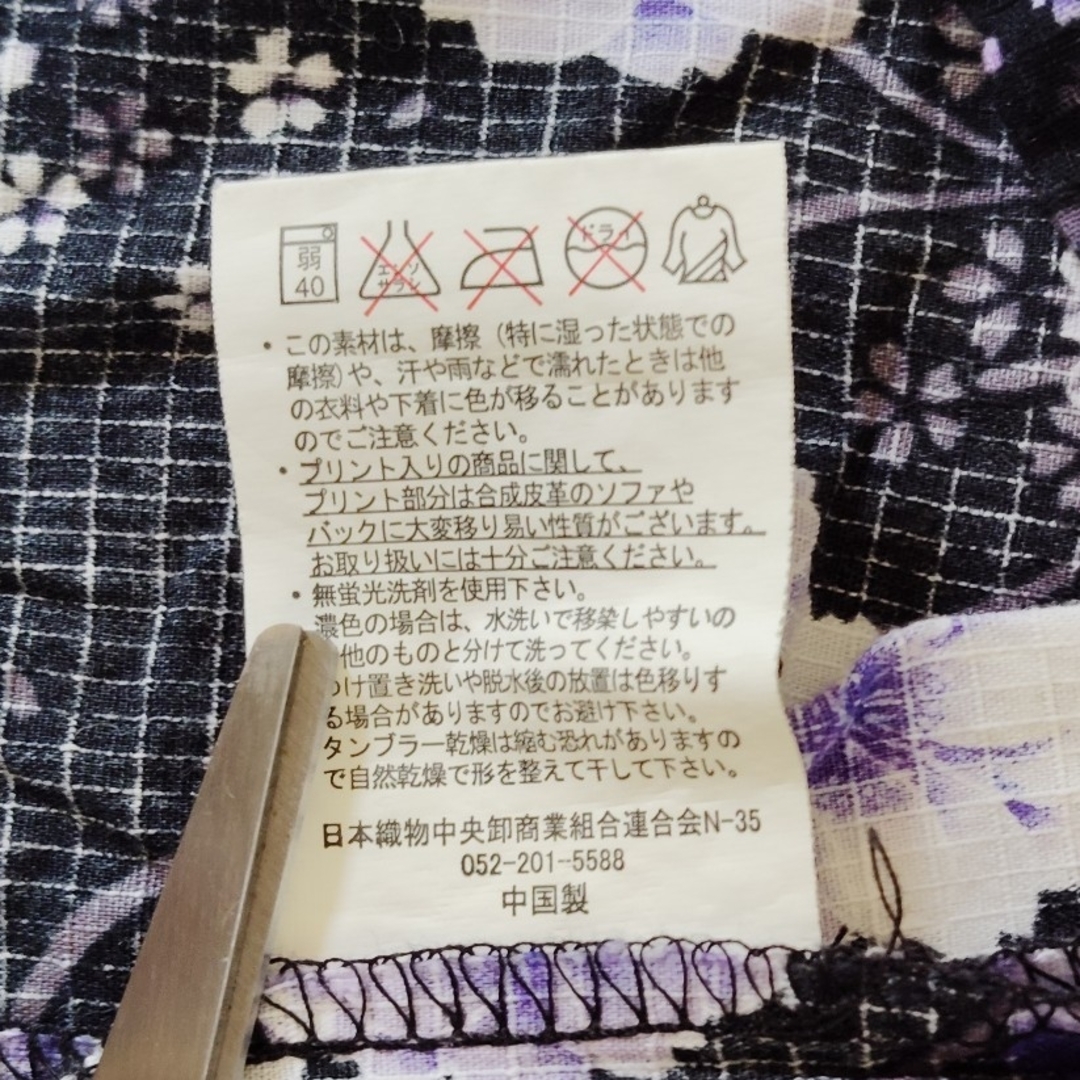 弱
40
エンソ
サラシ
ドライ
・この素材は、摩擦（特に湿った状態での
摩擦）や、汗や雨などで濡れたときは他
の衣料や下着に色が移ることがあります
のでご注意ください。
・プリント入りの商品に関して、
プリント部分は合成皮革のソファや
バックに大変移り易い性質がございます。
お取り扱いには十分ご注意ください。
・無蛍光洗剤を使用下さい。
濃色の場合は、水洗いで移染しやすいの
他のものと分けて洗ってください。
け置き洗いや脱水後の放置は色移りす
る場合がありますのでお避け下さい。
タンブラー乾燥は縮む恐れがありますの
で自然乾燥で形を整えて干して下さい。
日本織物中央卸商業組合連合会N-35
052-201-5588
中国製